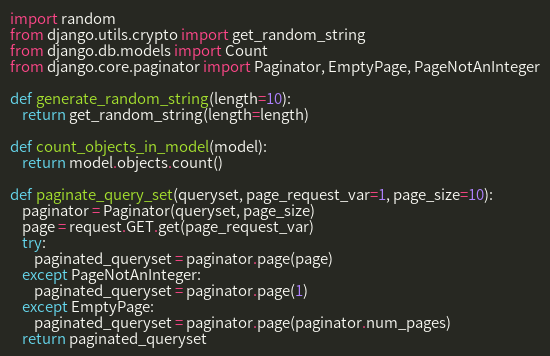 import random
from django.utils.crypto import get_random_string
from django.db.models import Count
from django.core.paginator import Paginator, EmptyPage, PageNotAnInteger

def generate_random_string(length=10):
    return get_random_string(length=length)

def count_objects_in_model(model):
    return model.objects.count()

def paginate_query_set(queryset, page_request_var=1, page_size=10):
    paginator = Paginator(queryset, page_size)
    page = request.GET.get(page_request_var)
    try:
        paginated_queryset = paginator.page(page)
    except PageNotAnInteger:
        paginated_queryset = paginator.page(1)
    except EmptyPage:
        paginated_queryset = paginator.page(paginator.num_pages)
    return paginated_queryset